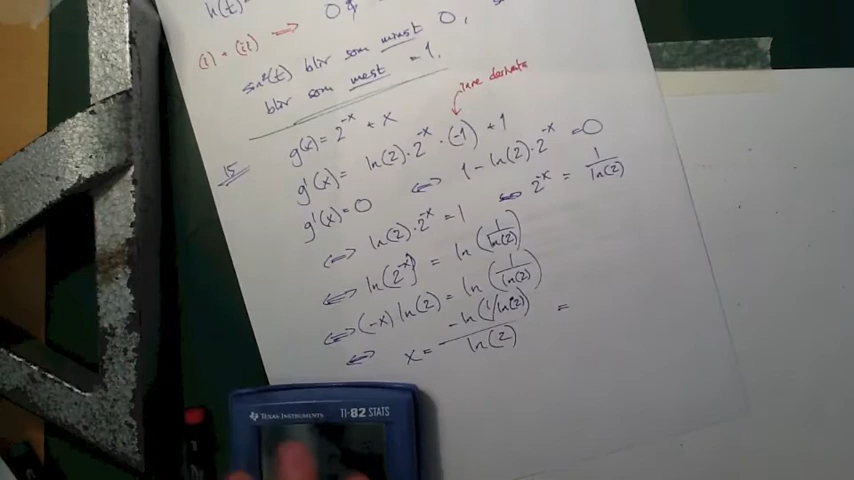 h(t)=
(i) + (ii) ⇒ 0
sin²(t) blir som minst 0,
blir som mest = 1.
inre derivata
15 g(x) = 2^{-x} + x
g'(x) = ln(2)·2^{-x}·(-1) + 1
g'(x) = 0 ⇔ 1 - ln(2)·2^{-x} = 0
⇔ ln(2)·2^{-x} = 1 ⇔ 2^{-x} = 1/ln(2)
⇔ ln(2^{-x}) = ln(1/ln(2))
⇔ (-x) ln(2) = ln(1/ln(2))
⇔ x = -ln(1/ln(2))/ln(2) =
TEXAS INSTRUMENTS TI-82 STATS